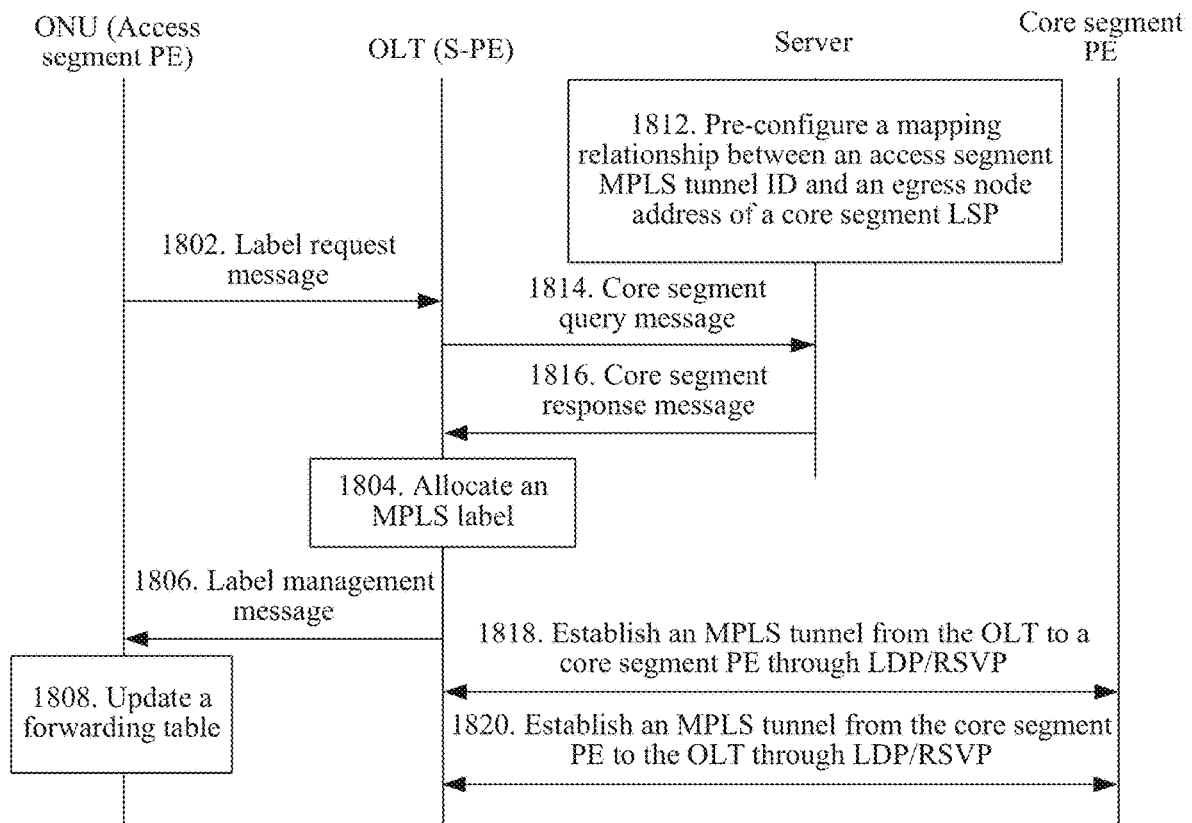 ONU (Access
segment PE)
OLT (S-PE)
Server
Core segment
PE
1812. Pre-configure a mapping
relationship between an access segment
MPLS tunnel ID and an egress node
address of a core segment LSP
1802. Label request
message
1814. Core segment
query message
1816. Core segment
response message
1804. Allocate an
MPLS label
1806. Label management
message
1818. Establish an MPLS tunnel from the OLT to a
core segment PE through LDP/RSVP
1808. Update a
forwarding table
1820. Establish an MPLS tunnel from the core segment
PE to the OLT through LDP/RSVP